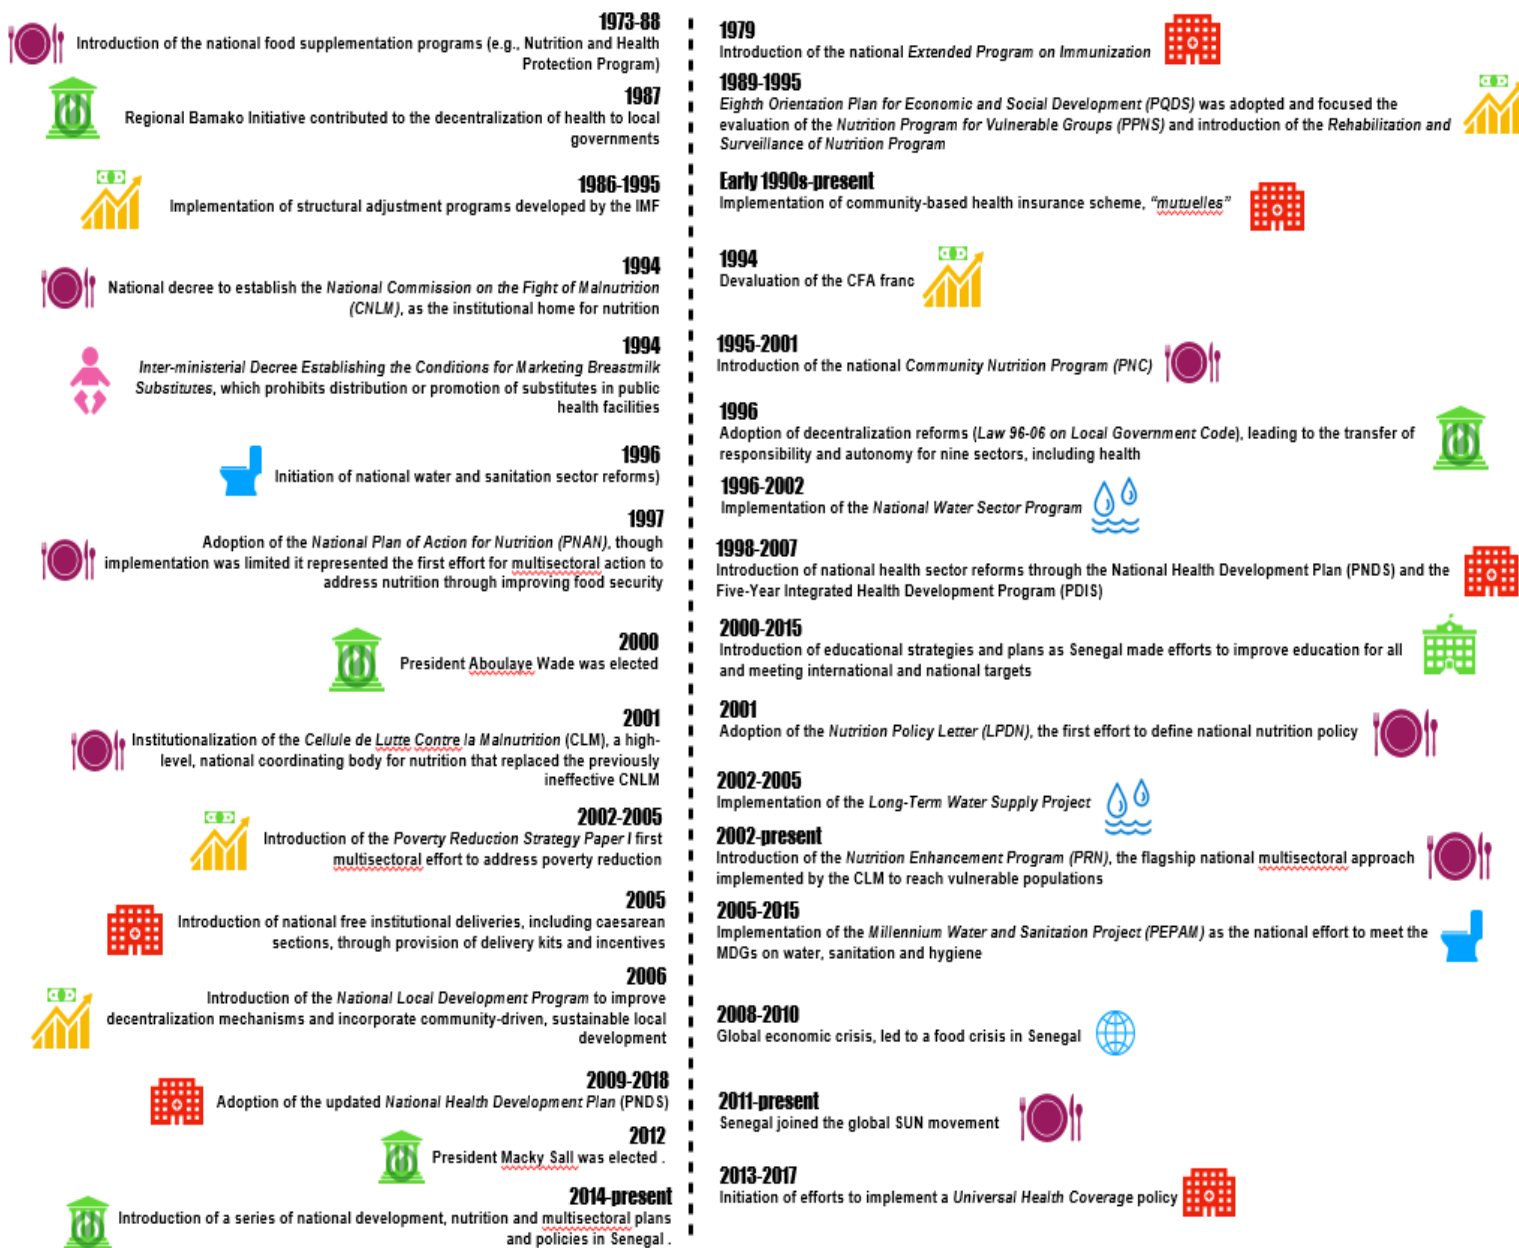 1973-88
Introduction of the national food supplementation programs (e.g., Nutrition and Health
Protection Program)
1987
Regional Bamako Initiative contributed to the decentralization of health to local
governments
1986-1995
Implementation of structural adjustment programs developed by the IMF
1994
National decree to establish the National Commission on the Fight of Malnutrition
(CNLM), as the institutional home for nutrition
1994
Inter-ministerial Decree Establishing the Conditions for Marketing Breastmilk
Substitutes, which prohibits distribution or promotion of substitutes in public
health facilities
1996
Initiation of national water and sanitation sector reforms)
1997
Adoption of the National Plan of Action for Nutrition (PNAN), though
implementation was limited it represented the first effort for multisectoral action to
address nutrition through improving food security
2000
President Aboulaye Wade was elected
2001
Institutionalization of the Cellule de Lutte Contre la Malnutrition (CLM), a high-
level, national coordinating body for nutrition that replaced the previously
ineffective CNLM
2002-2005
Introduction of the Poverty Reduction Strategy Paper I first
multisectoral effort to address poverty reduction
2005
Introduction of national free institutional deliveries, including caesarean
sections, through provision of delivery kits and incentives
2006
Introduction of the National Local Development Program to improve
decentralization mechanisms and incorporate community-driven, sustainable local
development
2009-2018
Adoption of the updated National Health Development Plan (PNDS)
2012
President Macky Sall was elected .
2014-present
Introduction of a series of national development, nutrition and multisectoral plans
and policies in Senegal .
1979
Introduction of the national Extended Program on Immunization
1989-1995
Eighth Orientation Plan for Economic and Social Development (PQDS) was adopted and focused the
evaluation of the Nutrition Program for Vulnerable Groups (PPNS) and introduction of the Rehabilitation and
Surveillance of Nutrition Program
Early 1990s-present
Implementation of community-based health insurance scheme, “mutuelles”
1994
Devaluation of the CFA franc
1995-2001
Introduction of the national Community Nutrition Program (PNC)
1996
Adoption of decentralization reforms (Law 96-06 on Local Government Code), leading to the transfer of
responsibility and autonomy for nine sectors, including health
1996-2002
Implementation of the National Water Sector Program
1998-2007
Introduction of national health sector reforms through the National Health Development Plan (PNDS) and the
Five-Year Integrated Health Development Program (PDIS)
2000-2015
Introduction of educational strategies and plans as Senegal made efforts to improve education for all
and meeting international and national targets
2001
Adoption of the Nutrition Policy Letter (LPDN), the first effort to define national nutrition policy
2002-2005
Implementation of the Long-Term Water Supply Project
2002-present
Introduction of the Nutrition Enhancement Program (PRN), the flagship national multisectoral approach
implemented by the CLM to reach vulnerable populations
2005-2015
Implementation of the Millennium Water and Sanitation Project (PEPAM) as the national effort to meet the
MDGs on water, sanitation and hygiene
2008-2010
Global economic crisis, led to a food crisis in Senegal
2011-present
Senegal joined the global SUN movement
2013-2017
Initiation of efforts to implement a Universal Health Coverage policy